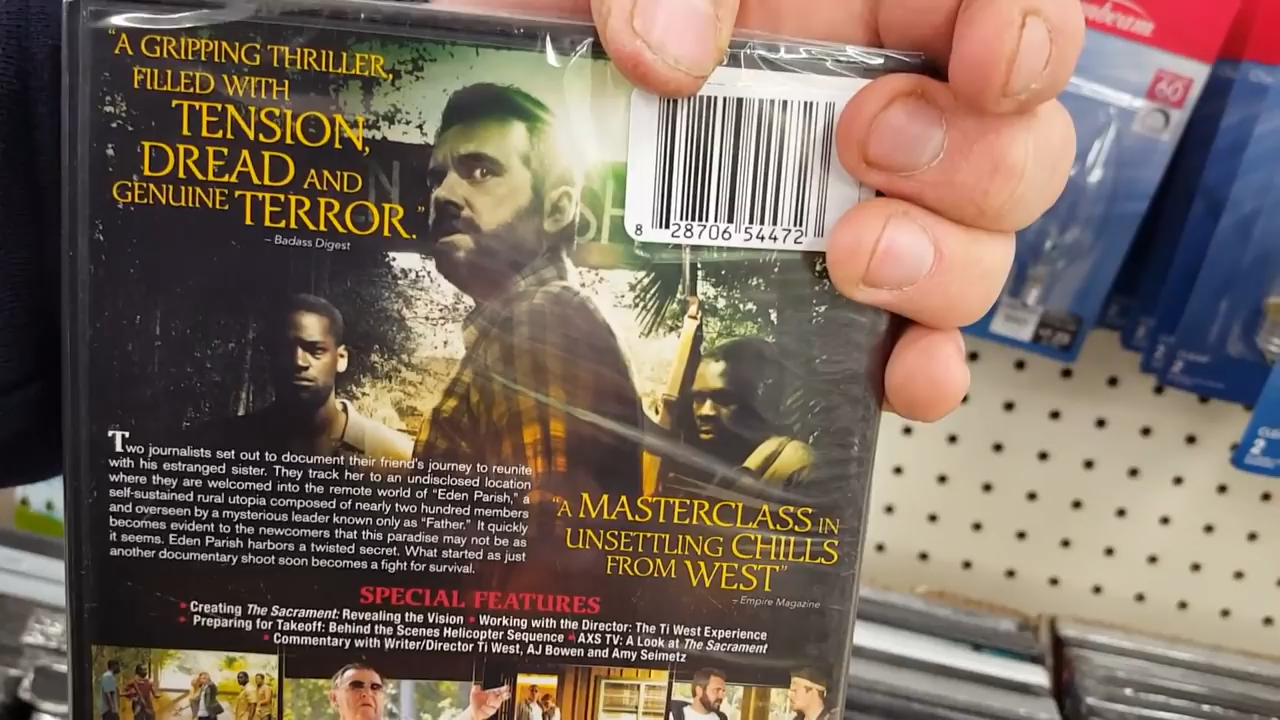 "A GRIPPING THRILLER,
FILLED WITH
TENSION,
DREAD AND
GENUINE TERROR."
– Badass Digest
8 28706 54472
Two journalists set out to document their friend's journey to reunite
with his estranged sister. They track her to an undisclosed location
where they are welcomed into the remote world of "Eden Parish," a
self-sustained rural utopia composed of nearly two hundred members
and overseen by a mysterious leader known only as "Father." It quickly
becomes evident to the newcomers that this paradise may not be as
it seems. Eden Parish harbors a twisted secret. What started as just
another documentary shoot soon becomes a fight for survival.
"A MASTERCLASS IN
UNSETTLING CHILLS
FROM WEST"
– Empire Magazine
SPECIAL FEATURES
• Creating The Sacrament: Revealing the Vision • Working with the Director: The Ti West Experience
• Preparing for Takeoff: Behind the Scenes Helicopter Sequence • AXS TV: A Look at The Sacrament
• Commentary with Writer/Director Ti West, AJ Bowen and Amy Seimetz
60